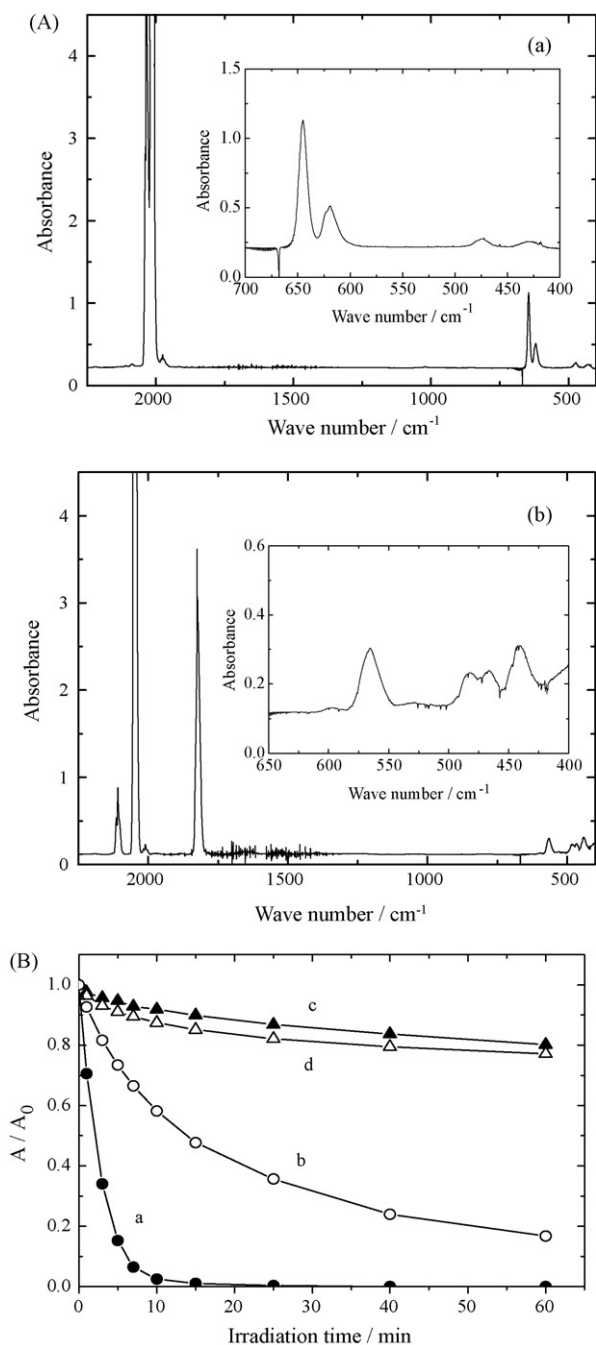 (A)
(a)
Absorbance
4
3
2
1
0
Absorbance
1.5
1.0
0.5
0.0
700 650 600 550 500 450 400
Wave number / cm-1
2000 1500 1000 500
Wave number / cm-1
(b)
Absorbance
4
3
2
1
0
Absorbance
0.6
0.4
0.2
0.0
650 600 550 500 450 400
Wave number / cm-1
2000 1500 1000 500
Wave number / cm-1
(B)
A / A0
1.0
0.8
0.6
0.4
0.2
0.0
c
d
b
a
0 10 20 30 40 50 60
Irradiation time / min